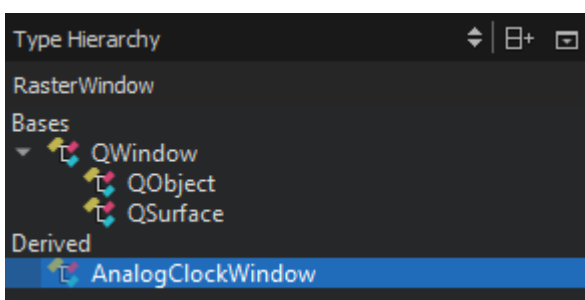 Type Hierarchy
RasterWindow
Bases
QWindow
QObject
QSurface
Derived
AnalogClockWindow